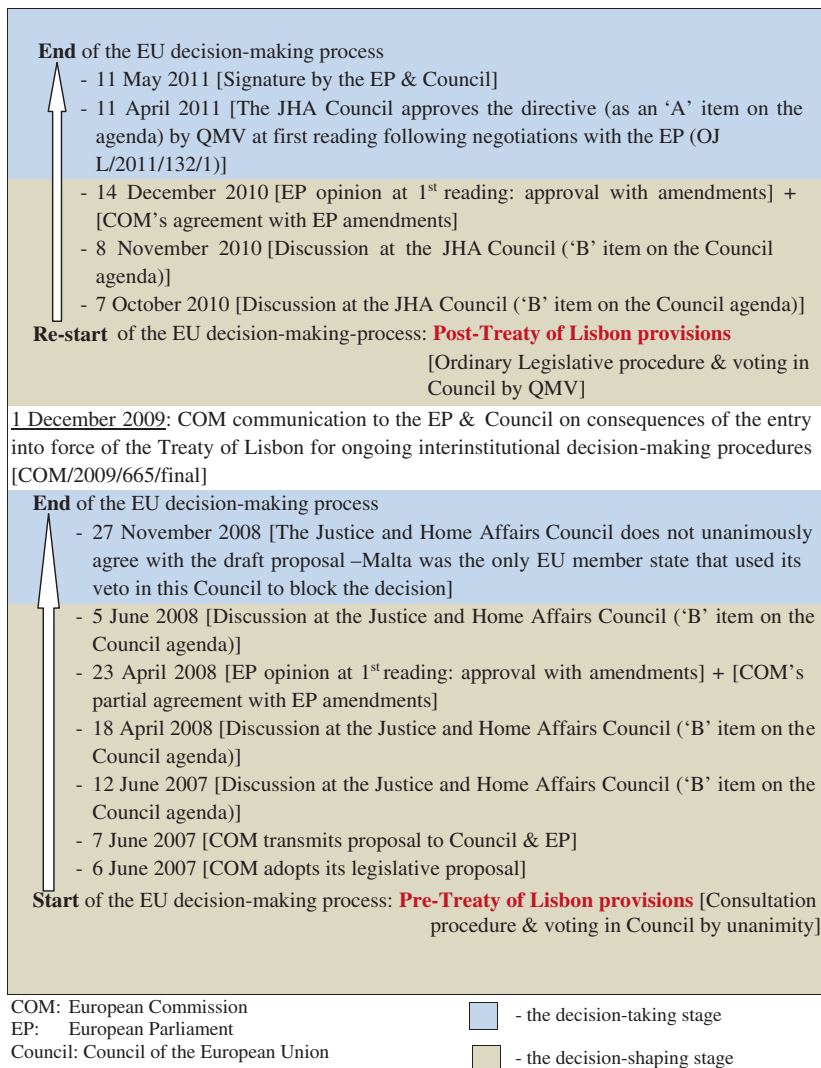 End of the EU decision-making process
- 11 May 2011 [Signature by the EP & Council]
- 11 April 2011 [The JHA Council approves the directive (as an ‘A’ item on the
agenda) by QMV at first reading following negotiations with the EP (OJ
L/2011/132/1)]
- 14 December 2010 [EP opinion at 1st reading: approval with amendments] +
[COM’s agreement with EP amendments]
- 8 November 2010 [Discussion at the JHA Council (‘B’ item on the Council
agenda)]
- 7 October 2010 [Discussion at the JHA Council (‘B’ item on the Council agenda)]
Re-start of the EU decision-making-process: Post-Treaty of Lisbon provisions
[Ordinary Legislative procedure & voting in
Council by QMV]
1 December 2009: COM communication to the EP & Council on consequences of the entry
into force of the Treaty of Lisbon for ongoing interinstitutional decision-making procedures
[COM/2009/665/final]
End of the EU decision-making process
- 27 November 2008 [The Justice and Home Affairs Council does not unanimously
agree with the draft proposal –Malta was the only EU member state that used its
veto in this Council to block the decision]
- 5 June 2008 [Discussion at the Justice and Home Affairs Council (‘B’ item on the
Council agenda)]
- 23 April 2008 [EP opinion at 1st reading: approval with amendments] + [COM’s
partial agreement with EP amendments]
- 18 April 2008 [Discussion at the Justice and Home Affairs Council (‘B’ item on the
Council agenda)]
- 12 June 2007 [Discussion at the Justice and Home Affairs Council (‘B’ item on the
Council agenda)]
- 7 June 2007 [COM transmits proposal to Council & EP]
- 6 June 2007 [COM adopts its legislative proposal]
Start of the EU decision-making process: Pre-Treaty of Lisbon provisions [Consultation
procedure & voting in Council by unanimity]
COM: European Commission
EP: European Parliament
Council: Council of the European Union
- the decision-taking stage
- the decision-shaping stage